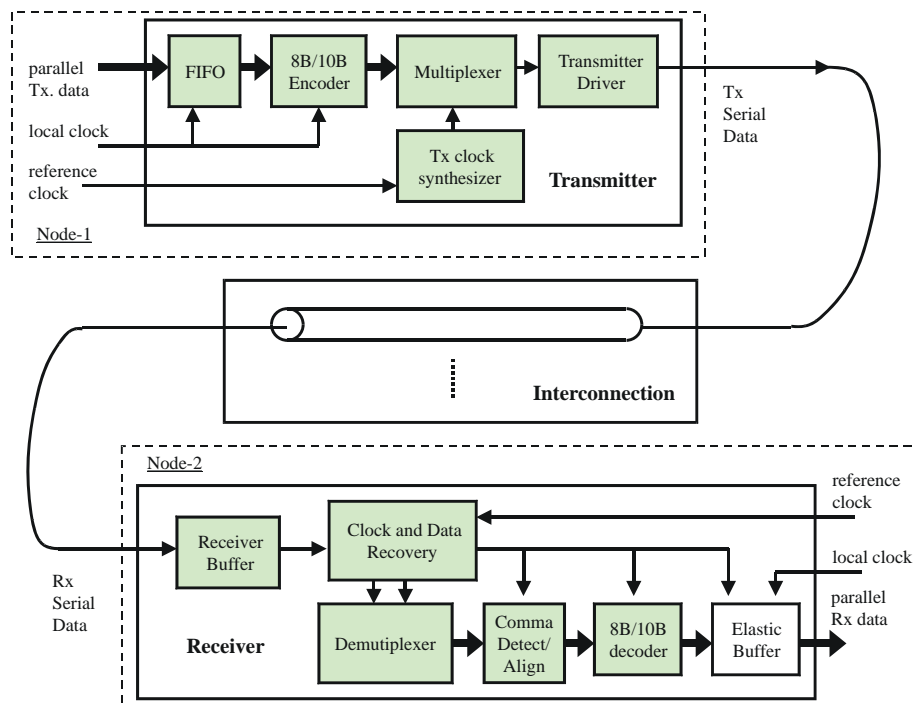 parallel
Tx. data
FIFO
8B/10B
Encoder
Multiplexer
Transmitter
Driver
Tx
Serial
Data
local clock
reference
clock
Tx clock
synthesizer
Transmitter
Node-1
Interconnection
Node-2
reference
clock
Receiver
Buffer
Clock and Data
Recovery
local clock
Rx
Serial
Data
parallel
Rx data
Receiver
Demutiplexer
Comma
Detect/
Align
8B/10B
decoder
Elastic
Buffer